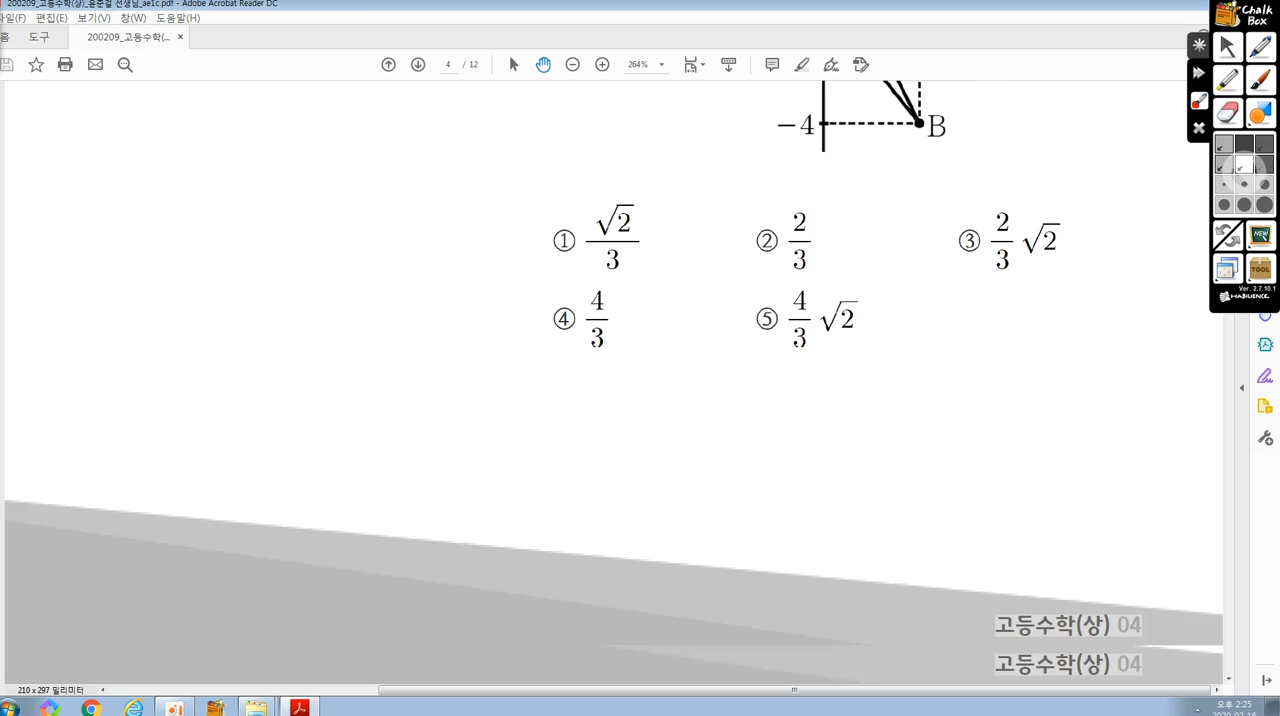 200209_고등수학(상)_윤준걸 선생님_ae1c.pdf - Adobe Acrobat Reader DC
파일(F) 편집(E) 보기(V) 창(W) 도움말(H)
홈 도구 200209_고등수학(... ×
4 / 12 264%
-4 B
① √2/3 ② 2/3 ③ 2/3 √2
④ 4/3 ⑤ 4/3 √2
고등수학(상) 04
고등수학(상) 04
210 x 297 밀리미터
오후 2:25
Chalk Box
NEW
TOOL
Ver. 2.7.10.1
HABILIENCE